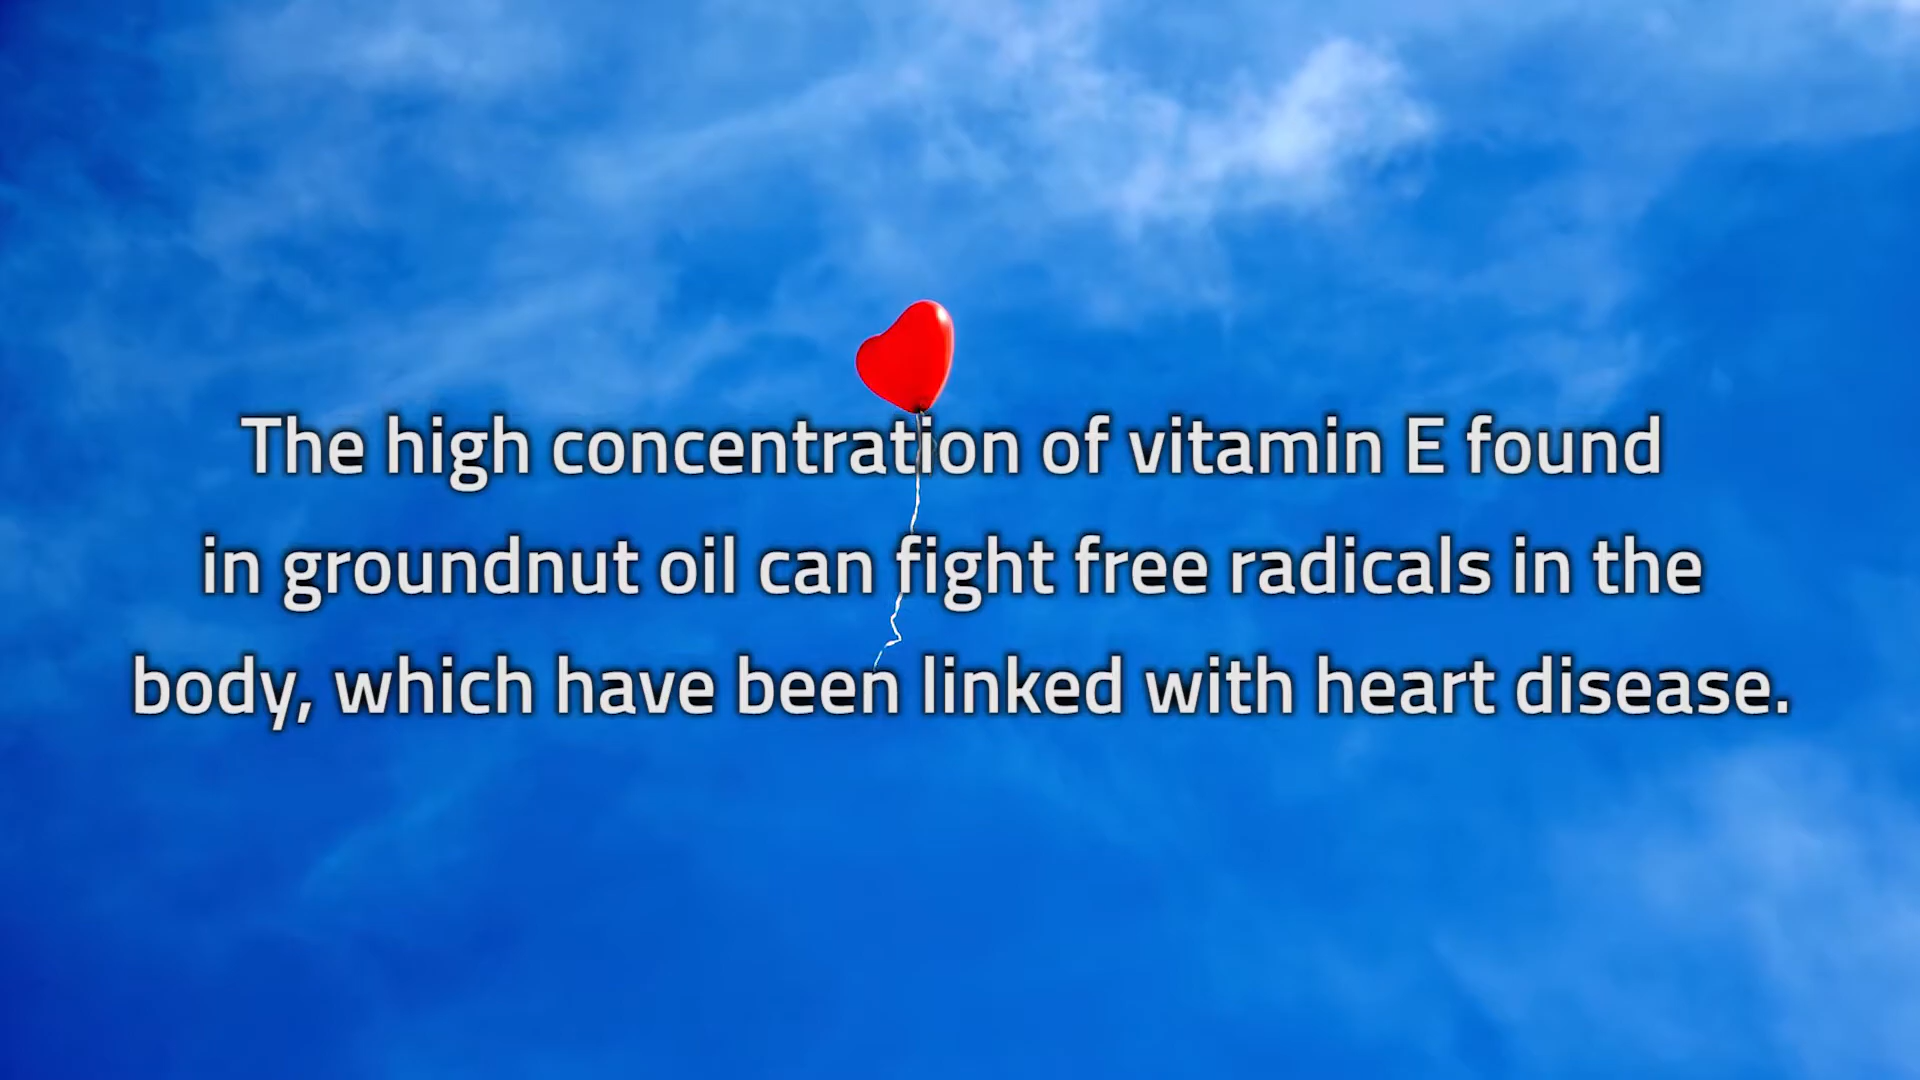 The high concentration of vitamin E found
in groundnut oil can fight free radicals in the
body, which have been linked with heart disease.